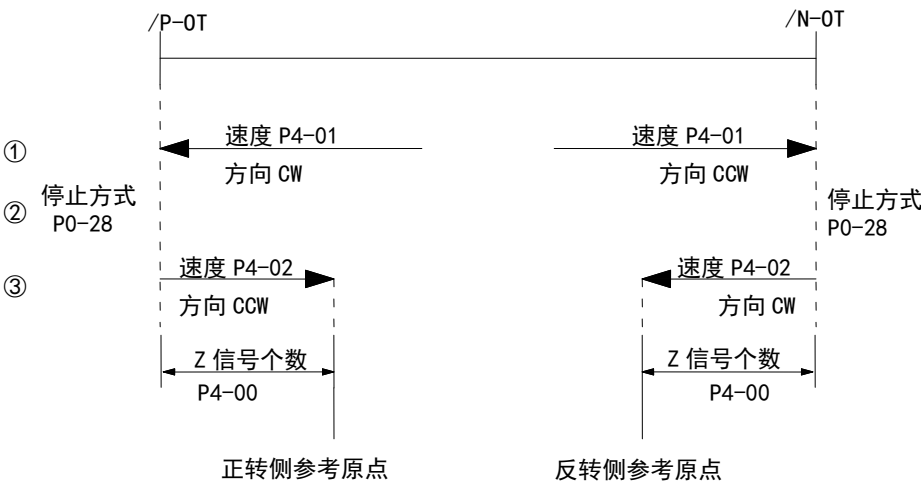 /P-OT
/N-OT
①
速度 P4-01
速度 P4-01
方向 CW
方向 CCW
②
停止方式
P0-28
停止方式
P0-28
③
速度 P4-02
速度 P4-02
方向 CCW
方向 CW
Z 信号个数
Z 信号个数
P4-00
P4-00
正转侧参考原点
反转侧参考原点